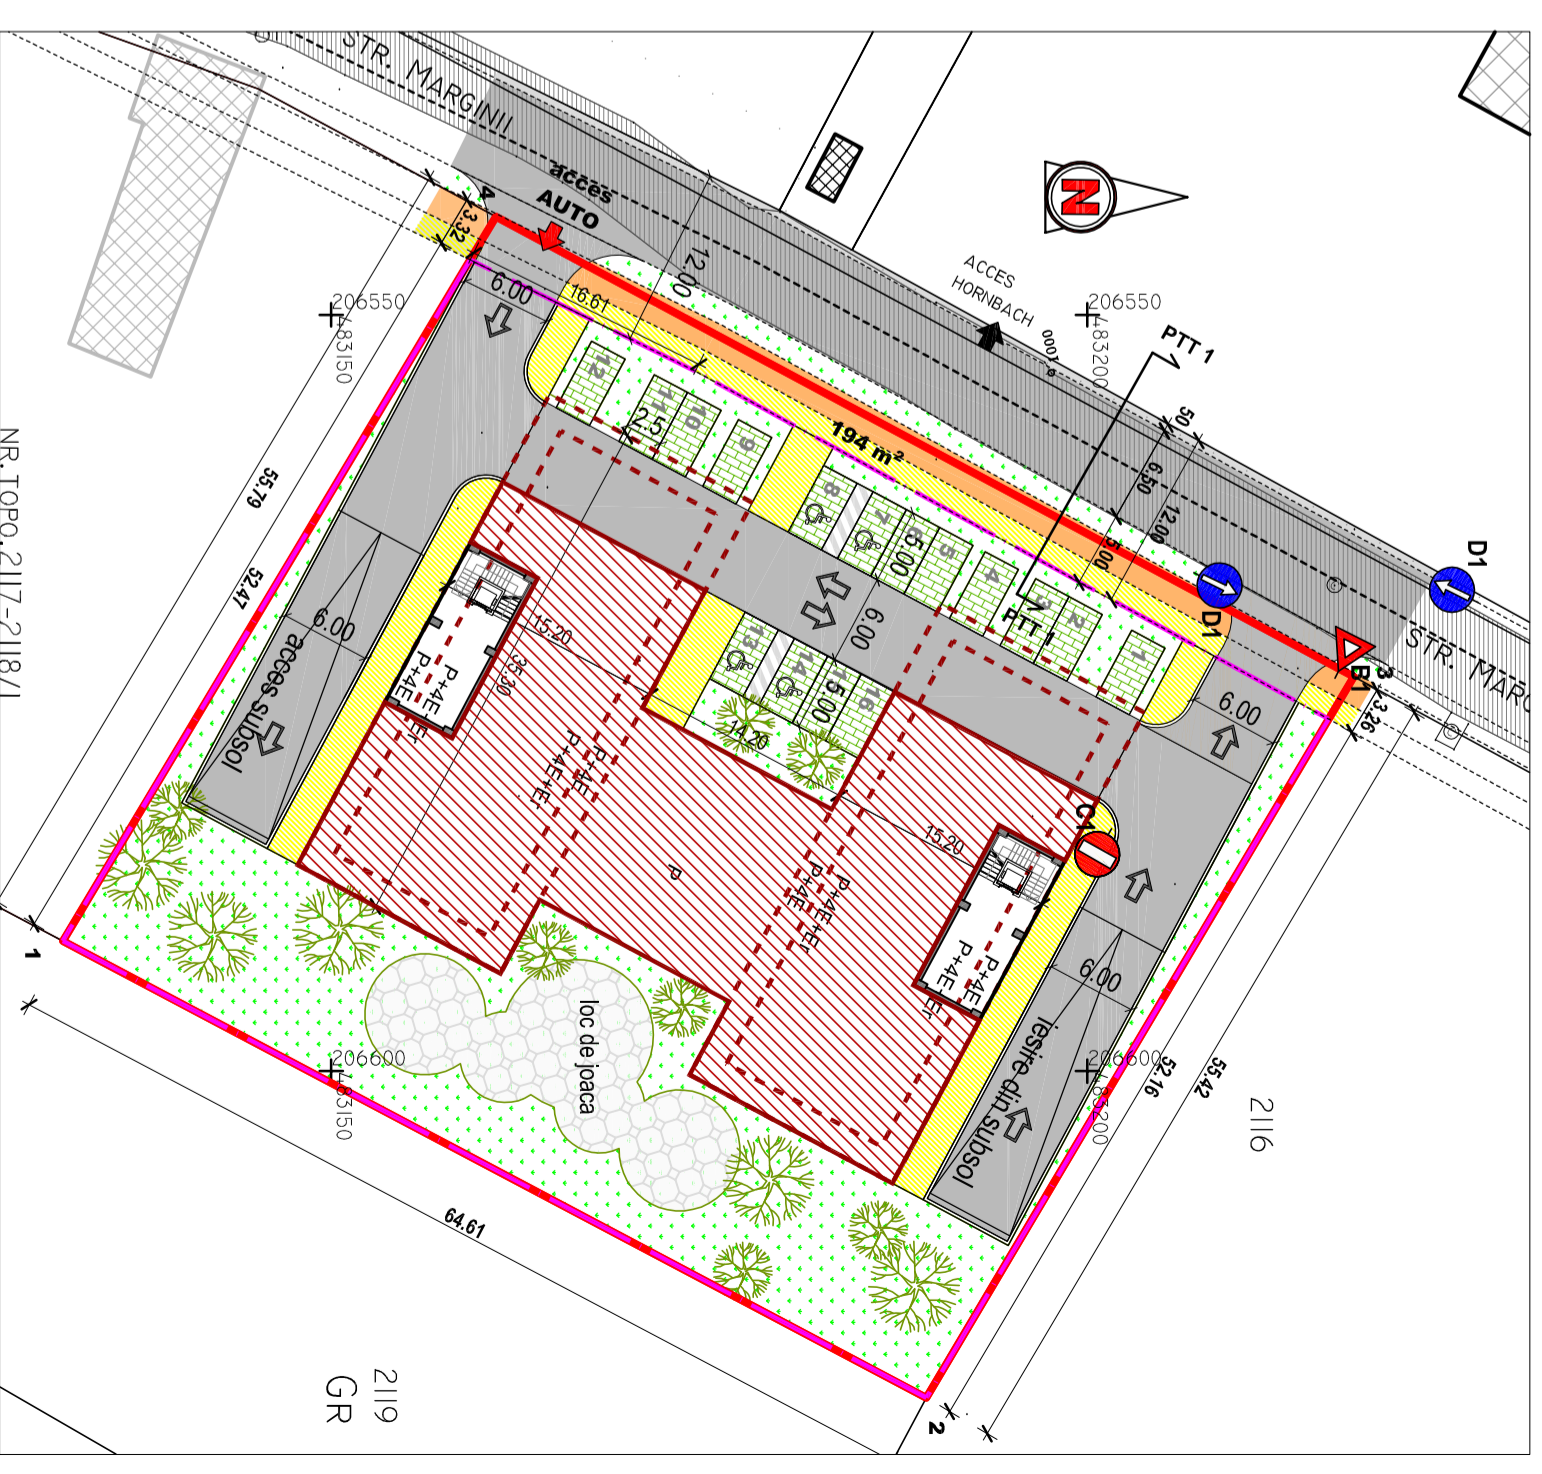 STR. MARGINII
acces
AUTO
N
ACCES
HORNBACH
Φ 1000
PTT 1
PTT 1
D1
D1
STR. MARG
B1
C1
4
3
3.32
3.26
6.00
16.61
12.00
206550
483150
206550
483200
50
50
6.50
12.00
5.00
194 m²
12
11
10
9
2.5
8
7
6
5
5.00
4
3
2
1
6.00
6.00
13
14
15
16
5.00
15.20
35.30
14.20
15.20
P+4E
P+4E+Er
P+4E
P+4E+Er
P
P+4E
P+4E+Er
P+4E
P+4E+Er
55.79
52.47
6.00
acces subsol
NR.TOPO.2117-2118/1
6.00
iesire din subsol
52.16
55.42
2116
loc de joaca
206600
483150
206600
483200
1
2
64.61
2119
GR